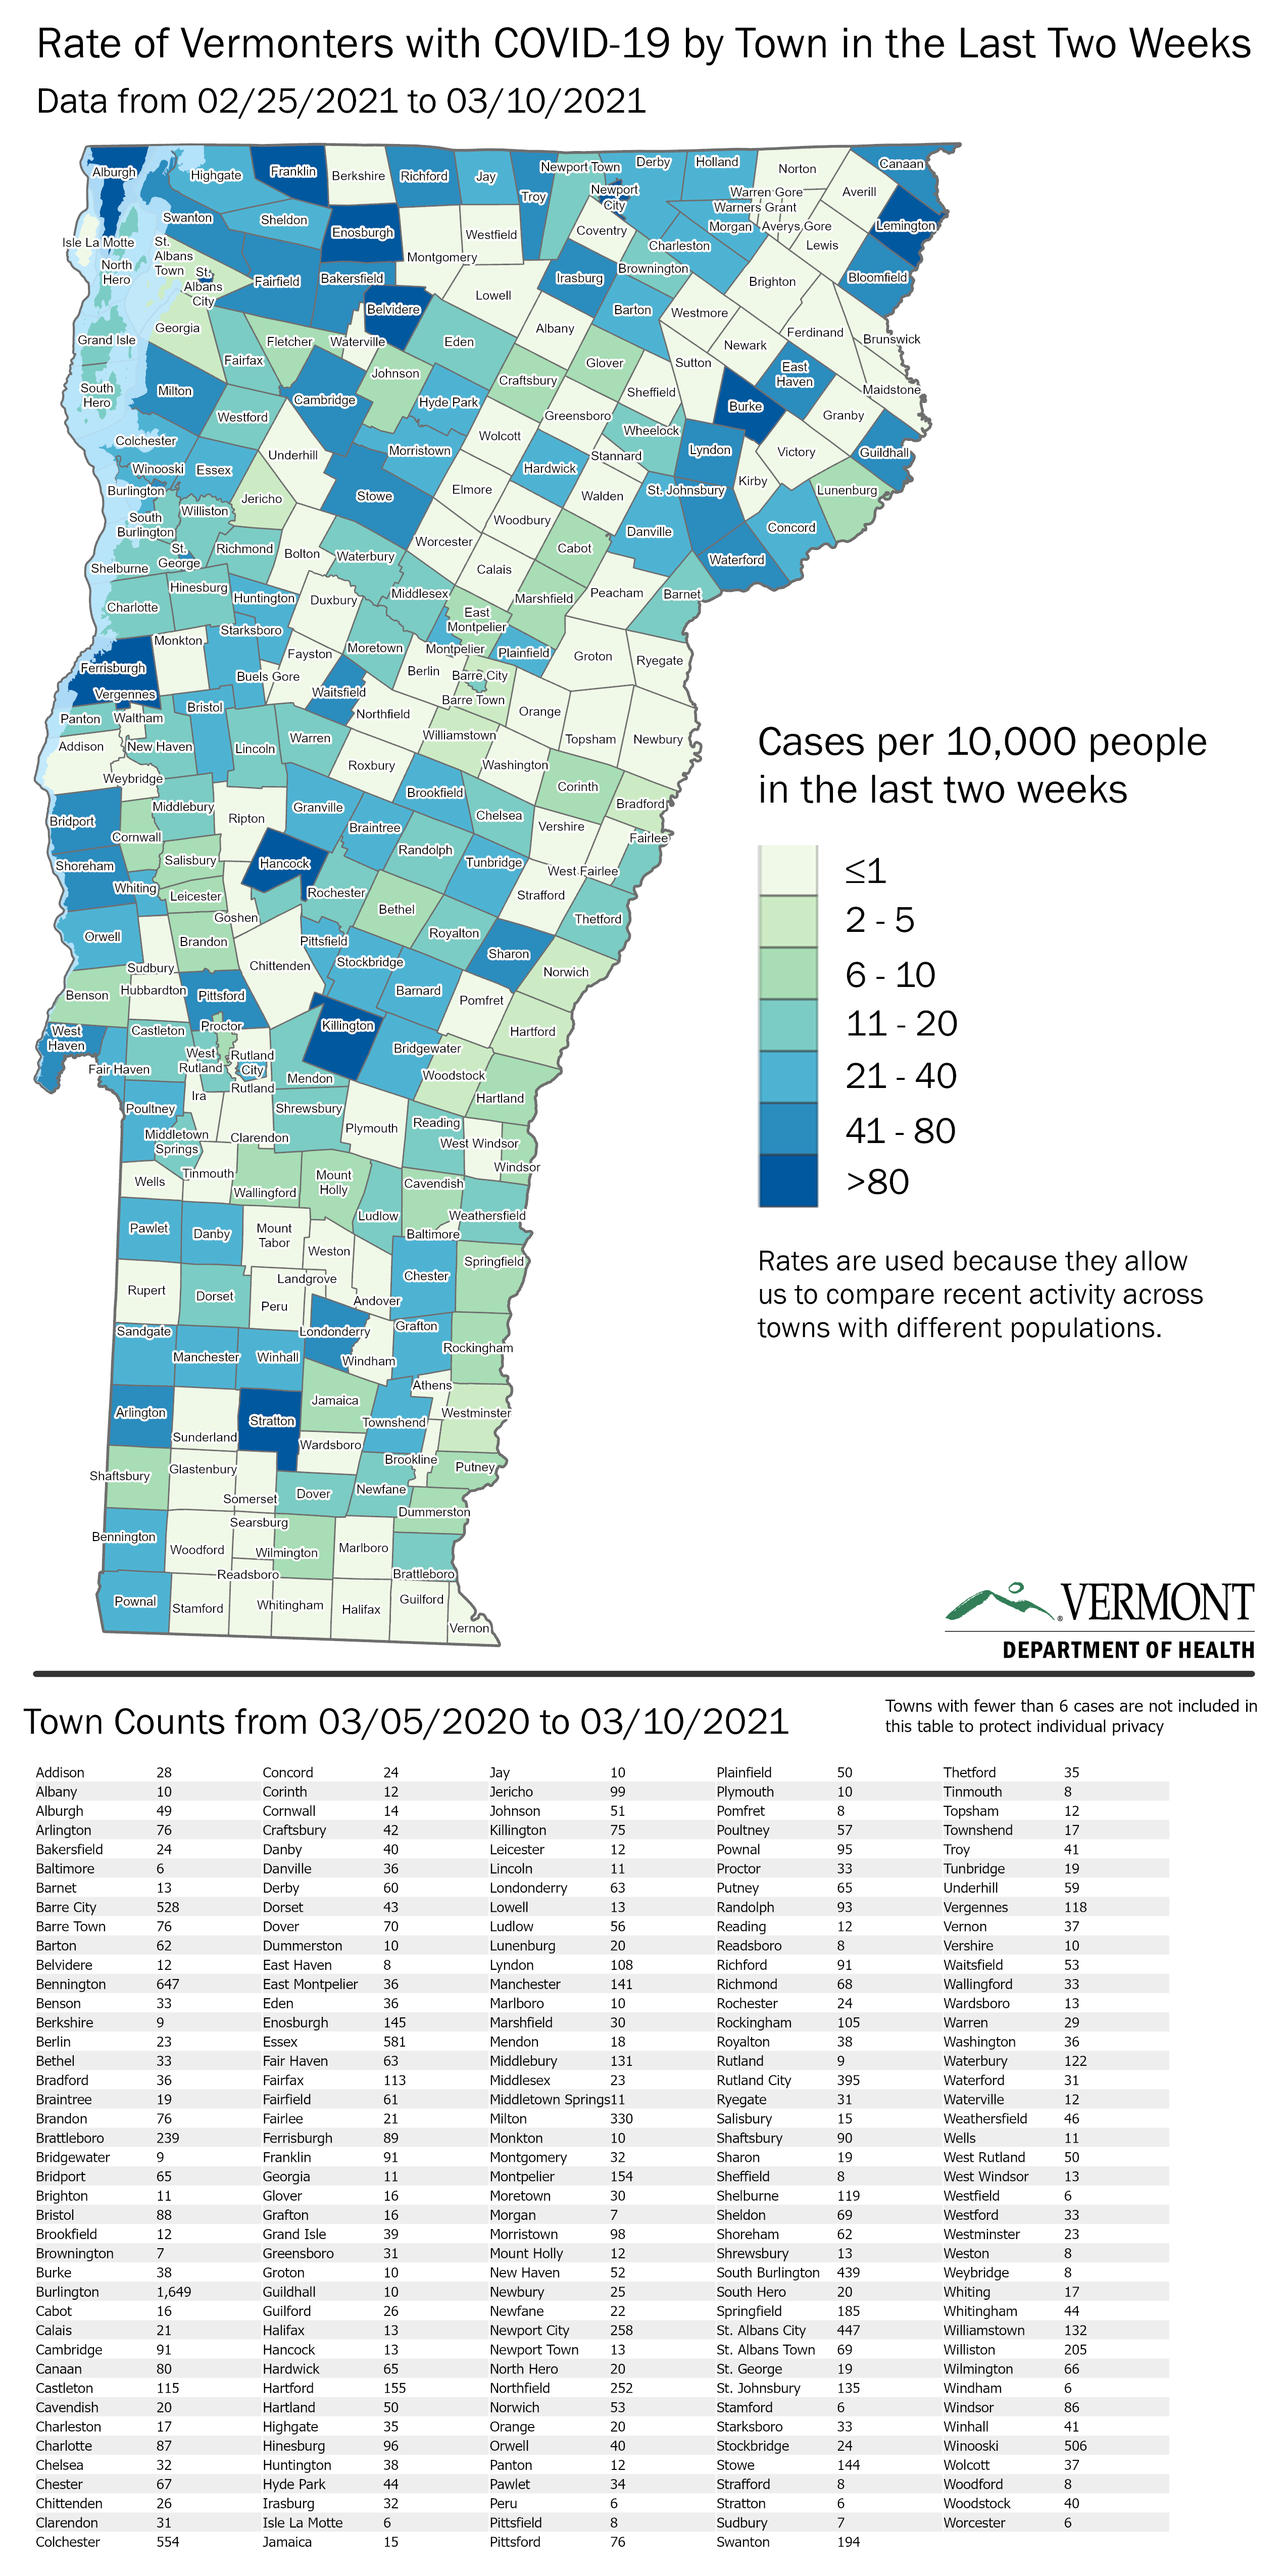 Rate of Vermonters with COVID-19 by Town in the Last Two Weeks
Data from 02/25/2021 to 03/10/2021
Alburgh
Highgate
Franklin
Berkshire
Richford
Jay
Troy
Newport Town
Newport
City
Derby
Holland
Norton
Canaan
Warren Gore
Warners Grant
Averill
Morgan
Averys Gore
Lewis
Lemington
Swanton
Sheldon
Enosburgh
Montgomery
Westfield
Coventry
Charleston
Brownington
Brighton
Bloomfield
Isle La Motte
North
Hero
St.
Albans
Town
St.
Albans
City
Fairfield
Bakersfield
Belvidere
Lowell
Irasburg
Barton
Westmore
Ferdinand
Brunswick
Grand Isle
Georgia
Fairfax
Fletcher
Waterville
Eden
Albany
Glover
Sutton
Newark
East
Haven
Maidstone
South
Hero
Milton
Westford
Cambridge
Johnson
Hyde Park
Craftsbury
Greensboro
Sheffield
Burke
Granby
Colchester
Winooski
Essex
Underhill
Morristown
Wolcott
Hardwick
Stannard
Wheelock
Lyndon
Victory
Guildhall
Burlington
South
Burlington
Williston
Jericho
Stowe
Elmore
Woodbury
Walden
St. Johnsbury
Kirby
Lunenburg
Danville
Concord
Shelburne
St.
George
Richmond
Bolton
Waterbury
Worcester
Calais
Cabot
Waterford
Charlotte
Hinesburg
Huntington
Duxbury
Middlesex
East
Montpelier
Marshfield
Peacham
Barnet
Starksboro
Monkton
Fayston
Moretown
Montpelier
Berlin
Plainfield
Groton
Ryegate
Ferrisburgh
Vergennes
Buels Gore
Waitsfield
Barre City
Barre Town
Northfield
Orange
Topsham
Newbury
Panton
Waltham
Bristol
Addison
New Haven
Lincoln
Warren
Williamstown
Washington
Weybridge
Roxbury
Corinth
Bradford
Bridport
Middlebury
Ripton
Granville
Brookfield
Chelsea
Vershire
Fairlee
Cornwall
Braintree
Randolph
Tunbridge
West Fairlee
Shoreham
Salisbury
Hancock
Whiting
Leicester
Rochester
Bethel
Strafford
Thetford
Goshen
Orwell
Brandon
Pittsfield
Royalton
Sharon
Norwich
Sudbury
Chittenden
Stockbridge
Barnard
Pomfret
Benson
Hubbardton
Pittsford
Killington
Hartford
West
Haven
Castleton
Proctor
West
Rutland
Rutland
City
Rutland
Fair Haven
Mendon
Bridgewater
Woodstock
Hartland
Poultney
Ira
Shrewsbury
Plymouth
Reading
West Windsor
Windsor
Middletown
Springs
Clarendon
Wells
Tinmouth
Wallingford
Mount
Holly
Cavendish
Ludlow
Weathersfield
Baltimore
Pawlet
Danby
Mount
Tabor
Weston
Chester
Springfield
Rupert
Dorset
Landgrove
Peru
Andover
Londonderry
Grafton
Rockingham
Sandgate
Manchester
Winhall
Windham
Athens
Arlington
Sunderland
Stratton
Jamaica
Townshend
Westminster
Wardsboro
Brookline
Putney
Shaftsbury
Glastenbury
Somerset
Dover
Newfane
Dummerston
Bennington
Searsburg
Woodford
Wilmington
Marlboro
Brattleboro
Readsboro
Pownal
Stamford
Whitingham
Halifax
Guilford
Vernon
Cases per 10,000 people
in the last two weeks
≤1
2 - 5
6 - 10
11 - 20
21 - 40
41 - 80
>80
Rates are used because they allow
us to compare recent activity across
towns with different populations.
VERMONT
DEPARTMENT OF HEALTH
Town Counts from 03/05/2020 to 03/10/2021
Towns with fewer than 6 cases are not included in
this table to protect individual privacy
Addison 28 Concord 24 Jay 10 Plainfield 50 Thetford 35
Albany 10 Corinth 12 Jericho 99 Plymouth 10 Tinmouth 8
Alburgh 49 Cornwall 14 Johnson 51 Pomfret 8 Topsham 12
Arlington 76 Craftsbury 42 Killington 75 Poultney 57 Townshend 17
Bakersfield 24 Danby 40 Leicester 12 Pownal 95 Troy 41
Baltimore 6 Danville 36 Lincoln 11 Proctor 33 Tunbridge 19
Barnet 13 Derby 60 Londonderry 63 Putney 65 Underhill 59
Barre City 528 Dorset 43 Lowell 13 Randolph 93 Vergennes 118
Barre Town 76 Dover 70 Ludlow 56 Reading 12 Vernon 37
Barton 62 Dummerston 10 Lunenburg 20 Readsboro 8 Vershire 10
Belvidere 12 East Haven 8 Lyndon 108 Richford 91 Waitsfield 53
Bennington 647 East Montpelier 36 Manchester 141 Richmond 68 Wallingford 33
Benson 33 Eden 36 Marlboro 10 Rochester 24 Wardsboro 13
Berkshire 9 Enosburgh 145 Marshfield 30 Rockingham 105 Warren 29
Berlin 23 Essex 581 Mendon 18 Royalton 38 Washington 36
Bethel 33 Fair Haven 63 Middlebury 131 Rutland 9 Waterbury 122
Bradford 36 Fairfax 113 Middlesex 23 Rutland City 395 Waterford 31
Braintree 19 Fairfield 61 Middletown Springs11 Ryegate 31 Waterville 12
Brandon 76 Fairlee 21 Milton 330 Salisbury 15 Weathersfield 46
Brattleboro 239 Ferrisburgh 89 Monkton 10 Shaftsbury 90 Wells 11
Bridgewater 9 Franklin 91 Montgomery 32 Sharon 19 West Rutland 50
Bridport 65 Georgia 11 Montpelier 154 Sheffield 8 West Windsor 13
Brighton 11 Glover 16 Moretown 30 Shelburne 119 Westfield 6
Bristol 88 Grafton 16 Morgan 7 Sheldon 69 Westford 33
Brookfield 12 Grand Isle 39 Morristown 98 Shoreham 62 Westminster 23
Brownington 7 Greensboro 31 Mount Holly 12 Shrewsbury 13 Weston 8
Burke 38 Groton 10 New Haven 52 South Burlington 439 Weybridge 8
Burlington 1,649 Guildhall 10 Newbury 25 South Hero 20 Whiting 17
Cabot 16 Guilford 26 Newfane 22 Springfield 185 Whitingham 44
Calais 21 Halifax 13 Newport City 258 St. Albans City 447 Williamstown 132
Cambridge 91 Hancock 13 Newport Town 13 St. Albans Town 69 Williston 205
Canaan 80 Hardwick 65 North Hero 20 St. George 19 Wilmington 66
Castleton 115 Hartford 155 Northfield 252 St. Johnsbury 135 Windham 6
Cavendish 20 Hartland 50 Norwich 53 Stamford 6 Windsor 86
Charleston 17 Highgate 35 Orange 20 Starksboro 33 Winhall 41
Charlotte 87 Hinesburg 96 Orwell 40 Stockbridge 24 Winooski 506
Chelsea 32 Huntington 38 Panton 12 Stowe 144 Wolcott 37
Chester 67 Hyde Park 44 Pawlet 34 Strafford 8 Woodford 8
Chittenden 26 Irasburg 32 Peru 6 Stratton 6 Woodstock 40
Clarendon 31 Isle La Motte 6 Pittsfield 8 Sudbury 7 Worcester 6
Colchester 554 Jamaica 15 Pittsford 76 Swanton 194